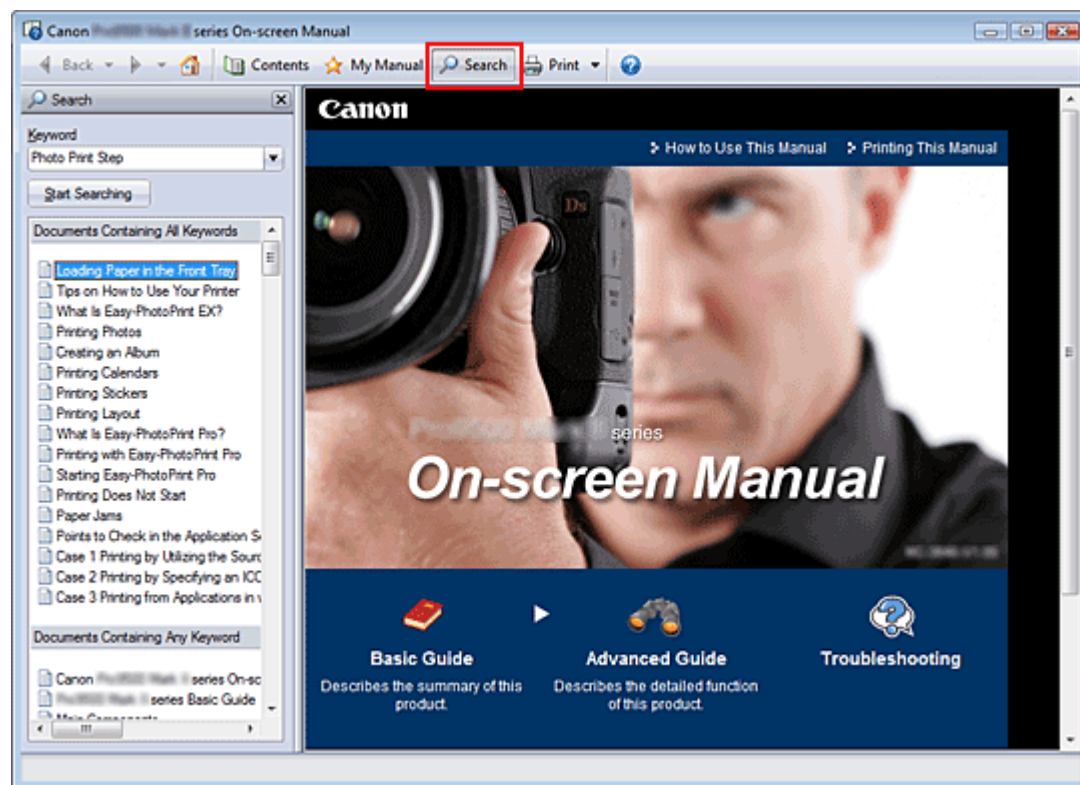 Canon series On-screen Manual
Back Contents My Manual Search Print
Search
Keyword
Photo Print Step
Start Searching
Documents Containing All Keywords
Loading Paper in the Front Tray
Tips on How to Use Your Printer
What Is Easy-PhotoPrint EX?
Printing Photos
Creating an Album
Printing Calendars
Printing Stickers
Printing Layout
What Is Easy-PhotoPrint Pro?
Printing with Easy-PhotoPrint Pro
Starting Easy-PhotoPrint Pro
Printing Does Not Start
Paper Jams
Points to Check in the Application S
Case 1 Printing by Utilizing the Sourc
Case 2 Printing by Specifying an ICC
Case 3 Printing from Applications in
Documents Containing Any Keyword
Canon series On-sc
series Basic Guide
Main Components
Canon
How to Use This Manual Printing This Manual
Ds
series
On-screen Manual
Basic Guide
Describes the summary of this
product.
Advanced Guide
Describes the detailed function
of this product.
Troubleshooting